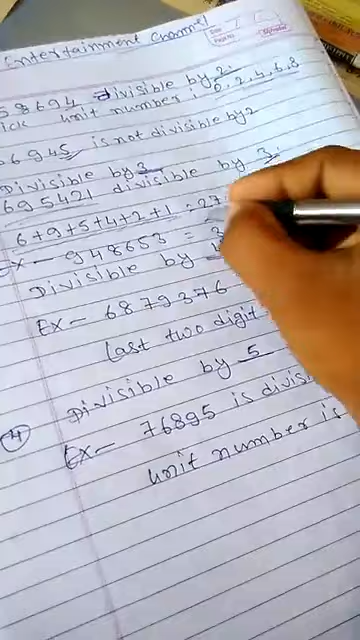 Entertainment Channel
58694 divisible by 2:
unit number : 0, 2, 4, 6, 8
6945 is not divisible by 2
Divisible by 3
695421 divisible by 3:
6+9+5+4+2+1 = 27
Ex - 948653 = 3
Divisible by
Ex - 6879376
Last two digit
Divisible by 5
4
Ex - 76895 is divisi
unit number is